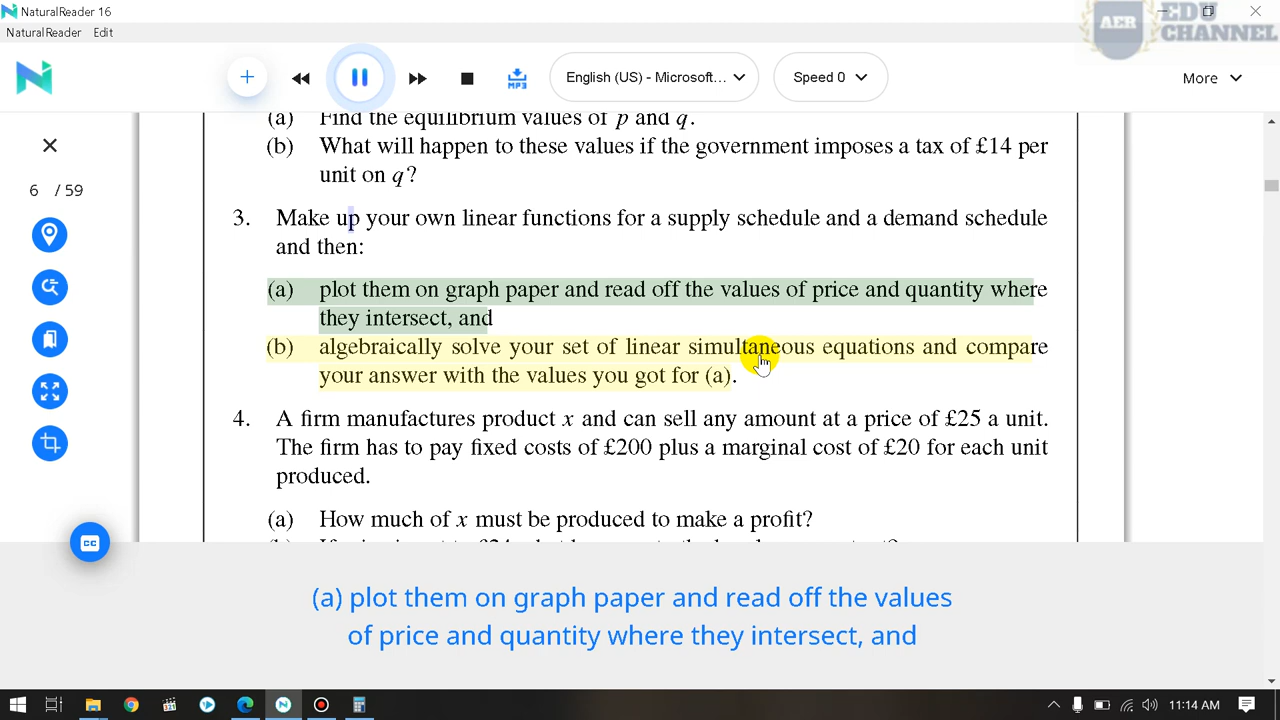 NaturalReader 16
NaturalReader Edit
AER EDU
CHANNEL
MP3
English (US) - Microsoft...
Speed 0
More
6 / 59
(a) Find the equilibrium values of p and q.
(b) What will happen to these values if the government imposes a tax of £14 per
unit on q?
3. Make up your own linear functions for a supply schedule and a demand schedule
and then:
(a) plot them on graph paper and read off the values of price and quantity where
they intersect, and
(b) algebraically solve your set of linear simultaneous equations and compare
your answer with the values you got for (a).
4. A firm manufactures product x and can sell any amount at a price of £25 a unit.
The firm has to pay fixed costs of £200 plus a marginal cost of £20 for each unit
produced.
(a) How much of x must be produced to make a profit?
CC
(a) plot them on graph paper and read off the values
of price and quantity where they intersect, and
11:14 AM